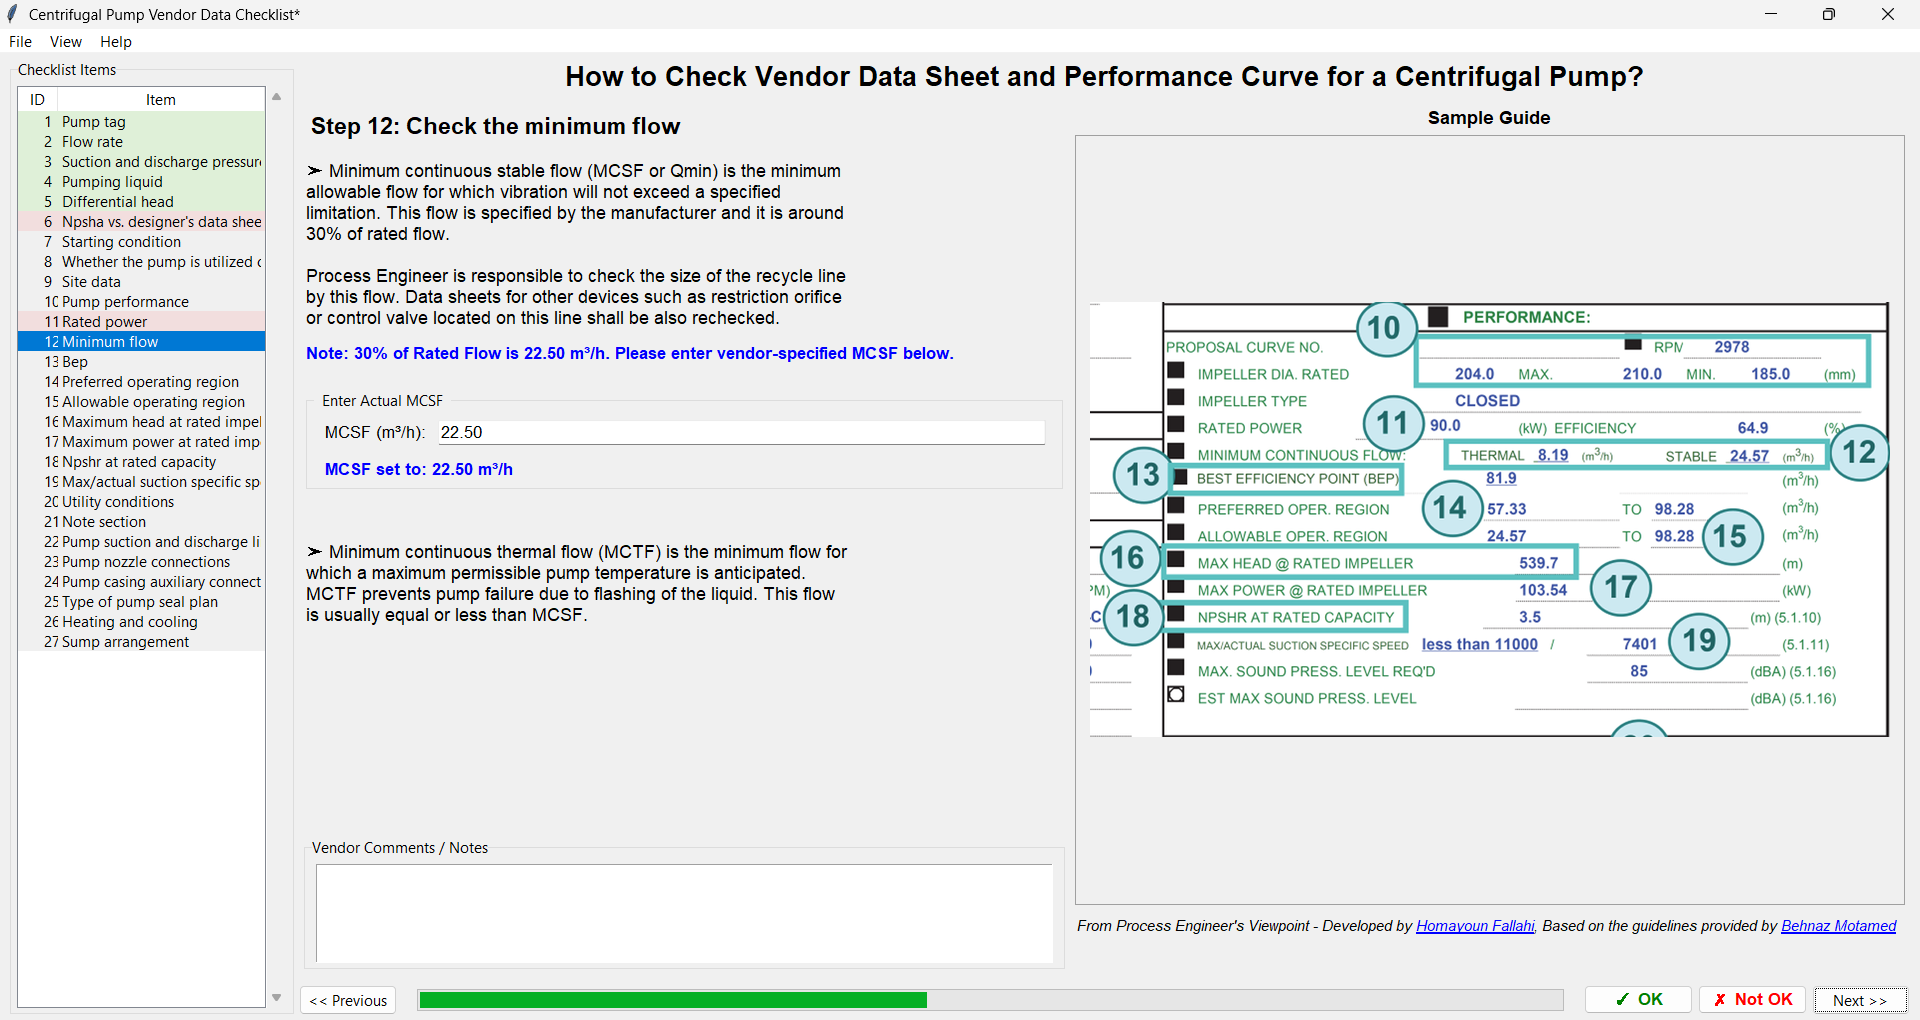 Centrifugal Pump Vendor Data Checklist*
File View Help
Checklist Items
ID Item
1 Pump tag
2 Flow rate
3 Suction and discharge pressur
4 Pumping liquid
5 Differential head
6 Npsha vs. designer's data shee
7 Starting condition
8 Whether the pump is utilized
9 Site data
10 Pump performance
11 Rated power
12 Minimum flow
13 Bep
14 Preferred operating region
15 Allowable operating region
16 Maximum head at rated impel
17 Maximum power at rated imp
18 Npshr at rated capacity
19 Max/actual suction specific sp
20 Utility conditions
21 Note section
22 Pump suction and discharge li
23 Pump nozzle connections
24 Pump casing auxiliary connect
25 Type of pump seal plan
26 Heating and cooling
27 Sump arrangement
How to Check Vendor Data Sheet and Performance Curve for a Centrifugal Pump?
Step 12: Check the minimum flow
➢ Minimum continuous stable flow (MCSF or Qmin) is the minimum
allowable flow for which vibration will not exceed a specified
limitation. This flow is specified by the manufacturer and it is around
30% of rated flow.
Process Engineer is responsible to check the size of the recycle line
by this flow. Data sheets for other devices such as restriction orifice
or control valve located on this line shall be also rechecked.
Note: 30% of Rated Flow is 22.50 m³/h. Please enter vendor-specified MCSF below.
Enter Actual MCSF
MCSF (m³/h): 22.50
MCSF set to: 22.50 m³/h
➢ Minimum continuous thermal flow (MCTF) is the minimum flow for
which a maximum permissible pump temperature is anticipated.
MCTF prevents pump failure due to flashing of the liquid. This flow
is usually equal or less than MCSF.
Vendor Comments / Notes
Sample Guide
10 PERFORMANCE:
PROPOSAL CURVE NO. RPM 2978
IMPELLER DIA. RATED 204.0 MAX. 210.0 MIN. 185.0 (mm)
IMPELLER TYPE CLOSED
RATED POWER 11 90.0 (kW) EFFICIENCY 64.9 (%)
MINIMUM CONTINUOUS FLOW: THERMAL 8.19 (m³/h) STABLE 24.57 (m³/h) 12
13 BEST EFFICIENCY POINT (BEP) 81.9 (m³/h)
PREFERRED OPER. REGION 14 57.33 TO 98.28 (m³/h)
ALLOWABLE OPER. REGION 24.57 TO 98.28 15 (m³/h)
16 MAX HEAD @ RATED IMPELLER 539.7 (m)
PM) MAX POWER @ RATED IMPELLER 103.54 17 (kW)
18 NPSHR AT RATED CAPACITY 3.5 (m) (5.1.10)
MAX/ACTUAL SUCTION SPECIFIC SPEED less than 11000 / 7401 19 (5.1.11)
MAX. SOUND PRESS. LEVEL REQ'D 85 (dBA) (5.1.16)
EST MAX SOUND PRESS. LEVEL (dBA) (5.1.16)
From Process Engineer's Viewpoint - Developed by Homayoun Fallahi, Based on the guidelines provided by Behnaz Motamed
<< Previous ✓ OK ✗ Not OK Next >>